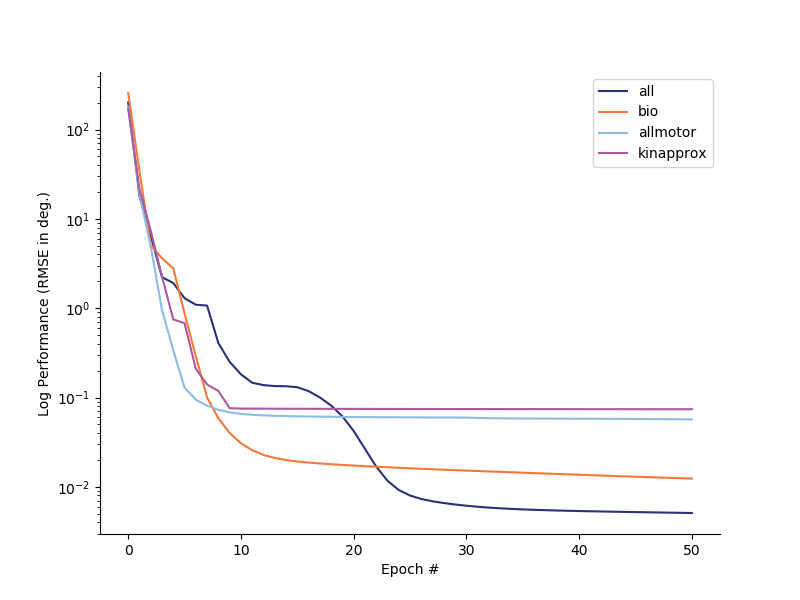 all
bio
allmotor
kinapprox
10²
10¹
10⁰
10⁻¹
10⁻²
Log Performance (RMSE in deg.)
0 10 20 30 40 50
Epoch #